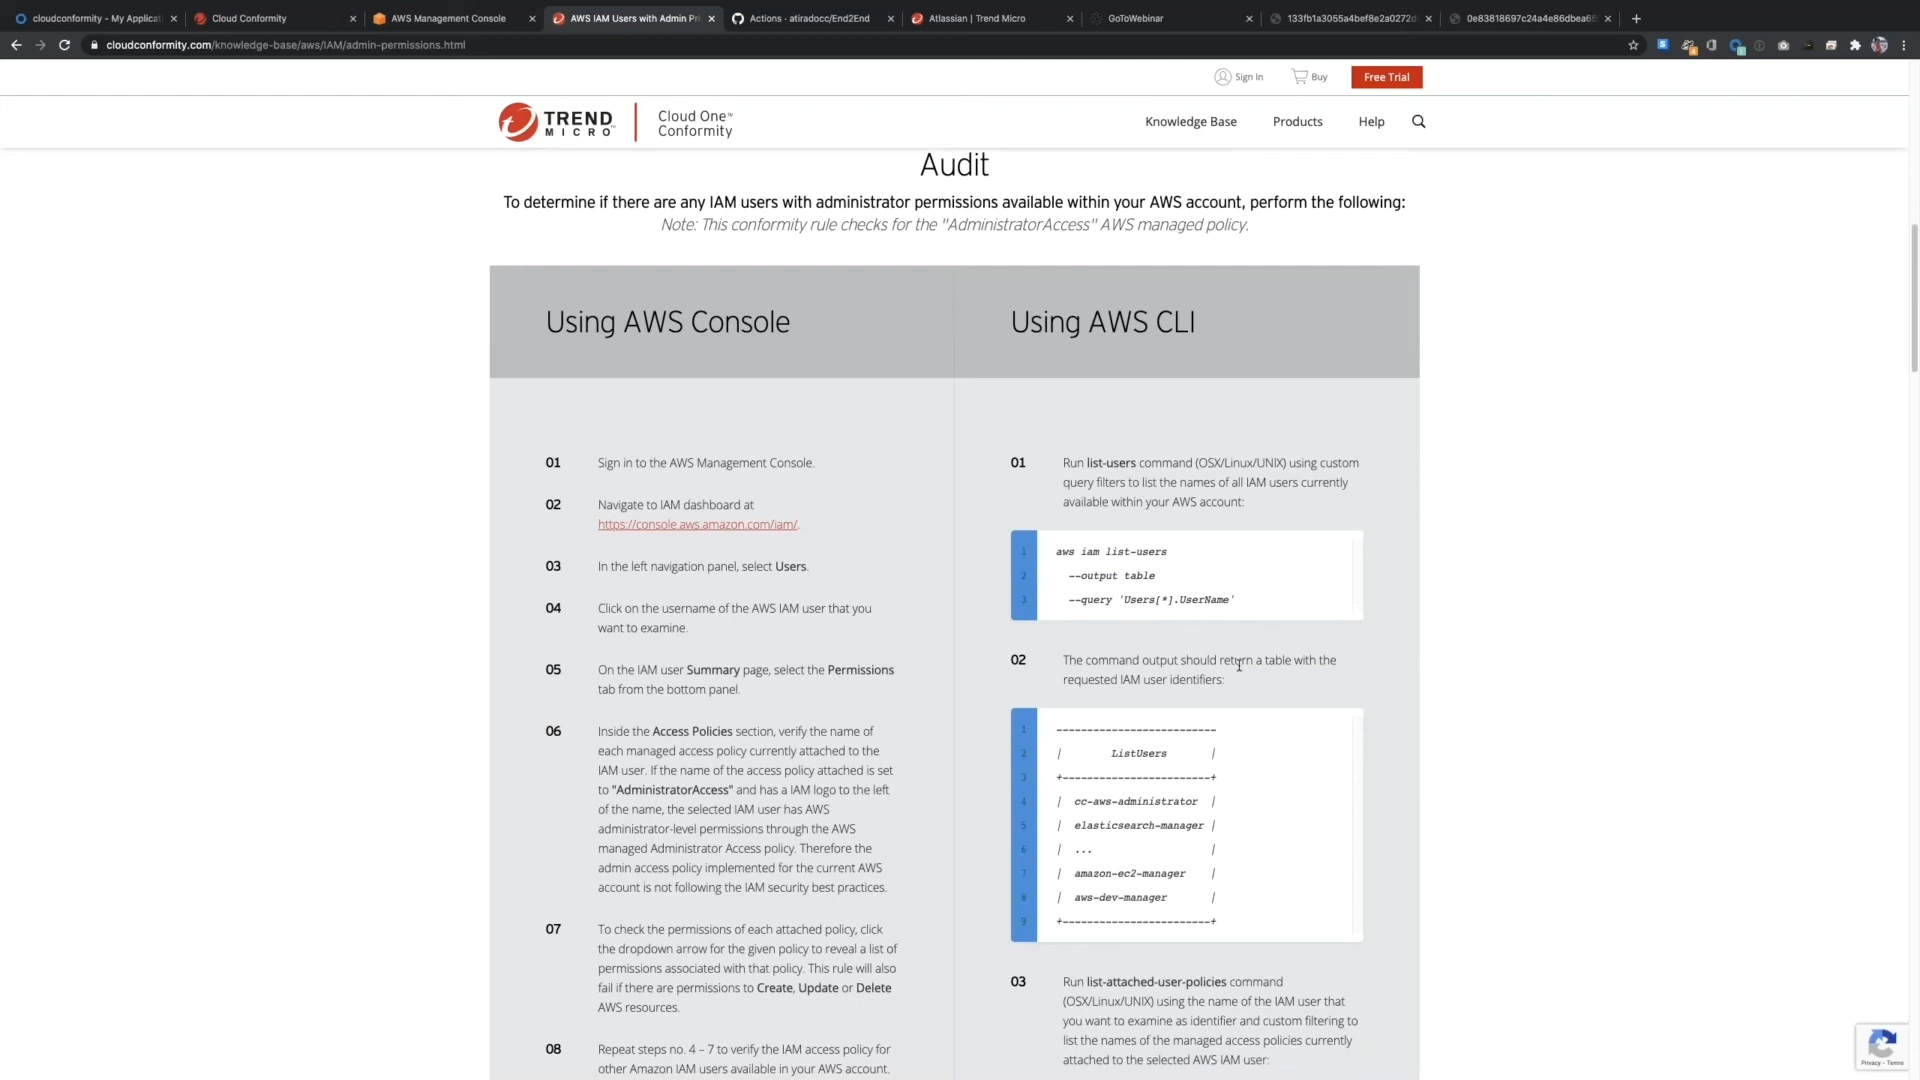 cloudconformity - My Applicat
Cloud Conformity
AWS Management Console
AWS IAM Users with Admin Pri
Actions · atiradocc/End2End
Atlassian | Trend Micro
GoToWebinar
133fb1a3055a4bef8e2a0272d
0e83818697c24a4e86dbea6
cloudconformity.com/knowledge-base/aws/IAM/admin-permissions.html
Sign In
Buy
Free Trial
TREND
MICRO
Cloud One™
Conformity
Knowledge Base
Products
Help
Audit
To determine if there are any IAM users with administrator permissions available within your AWS account, perform the following:
Note: This conformity rule checks for the "AdministratorAccess" AWS managed policy.
Using AWS Console
01 Sign in to the AWS Management Console.
02 Navigate to IAM dashboard at
https://console.aws.amazon.com/iam/.
03 In the left navigation panel, select Users.
04 Click on the username of the AWS IAM user that you
want to examine.
05 On the IAM user Summary page, select the Permissions
tab from the bottom panel.
06 Inside the Access Policies section, verify the name of
each managed access policy currently attached to the
IAM user. If the name of the access policy attached is set
to "AdministratorAccess" and has a IAM logo to the left
of the name, the selected IAM user has AWS
administrator-level permissions through the AWS
managed Administrator Access policy. Therefore the
admin access policy implemented for the current AWS
account is not following the IAM security best practices.
07 To check the permissions of each attached policy, click
the dropdown arrow for the given policy to reveal a list of
permissions associated with that policy. This rule will also
fail if there are permissions to Create, Update or Delete
AWS resources.
08 Repeat steps no. 4 – 7 to verify the IAM access policy for
other Amazon IAM users available in your AWS account.
Using AWS CLI
01 Run list-users command (OSX/Linux/UNIX) using custom
query filters to list the names of all IAM users currently
available within your AWS account:
1 aws iam list-users
2 --output table
3 --query 'Users[*].UserName'
02 The command output should return a table with the
requested IAM user identifiers:
1 --------------------------
2 | ListUsers |
3 +------------------------+
4 | cc-aws-administrator |
5 | elasticsearch-manager |
6 | ... |
7 | amazon-ec2-manager |
8 | aws-dev-manager |
9 +------------------------+
03 Run list-attached-user-policies command
(OSX/Linux/UNIX) using the name of the IAM user that
you want to examine as identifier and custom filtering to
list the names of the managed access policies currently
attached to the selected AWS IAM user:
Privacy - Terms